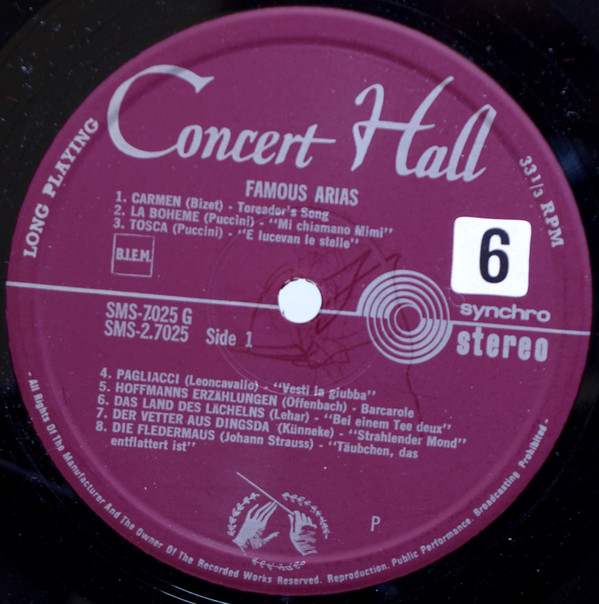 Concert Hall
LONG PLAYING
33 1/3 RPM
FAMOUS ARIAS
1. CARMEN (Bizet) - Toreador's Song
2. LA BOHEME (Puccini) - "Mi chiamano Mimi"
3. TOSCA (Puccini) - "E lucevan le stelle"
B.I.E.M.
6
SMS-7025 G
SMS-2.7025 Side 1
synchro
stereo
4. PAGLIACCI (Leoncavallo) - "Vesti la giubba"
5. HOFFMANNS ERZÄHLUNGEN (Offenbach) - Barcarole
6. DAS LAND DES LÄCHELNS (Lehar) - "Bei einem Tee deux"
7. DER VETTER AUS DINGSDA (Künneke) - "Strahlender Mond"
8. DIE FLEDERMAUS (Johann Strauss) - "Täubchen, das
entflattert ist"
P
- All Rights Of The Manufacturer And The Owner Of The Recorded Works Reserved. Reproduction. Public Performance. Broadcasting Prohibited -